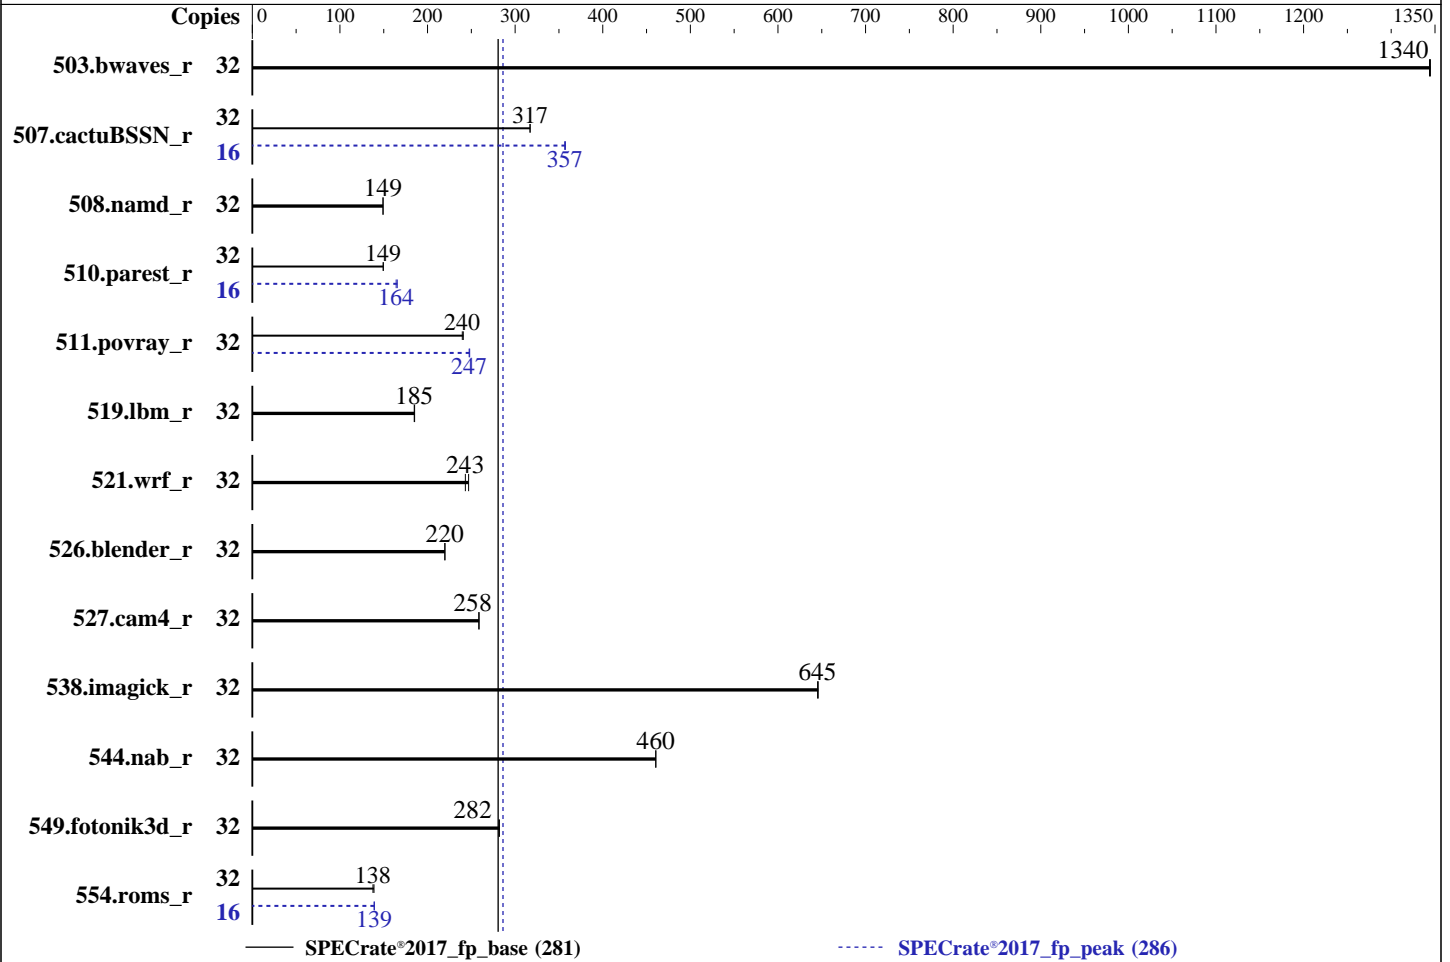 Copies 0 100 200 300 400 500 600 700 800 900 1000 1100 1200 1350
503.bwaves_r 32 1340
507.cactuBSSN_r 32 317
16 357
508.namd_r 32 149
510.parest_r 32 149
16 164
511.povray_r 32 240
247
519.lbm_r 32 185
521.wrf_r 32 243
526.blender_r 32 220
527.cam4_r 32 258
538.imagick_r 32 645
544.nab_r 32 460
549.fotonik3d_r 32 282
554.roms_r 32 138
16 139
SPECrate®2017_fp_base (281) SPECrate®2017_fp_peak (286)